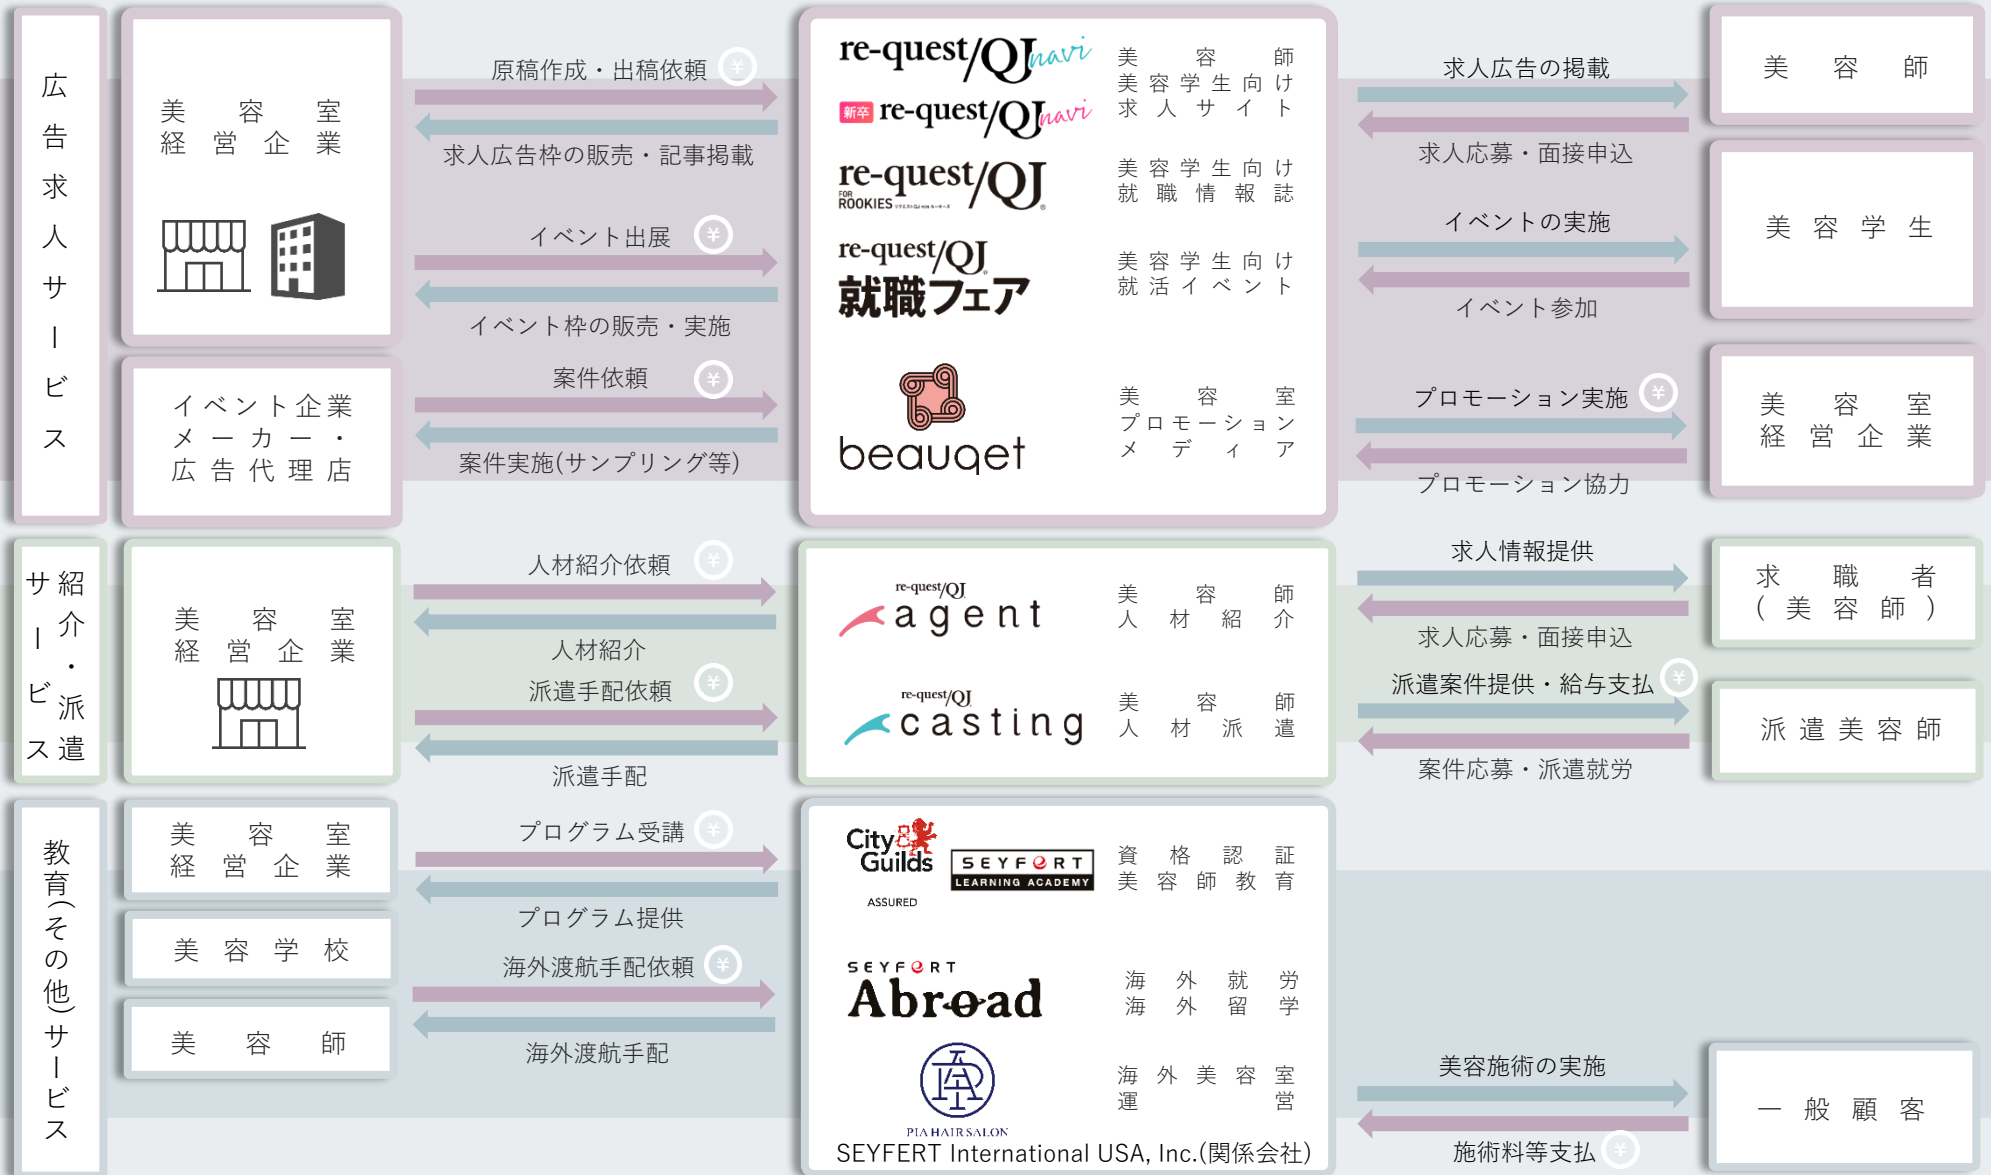 広告求人サービス
美容室
経営企業
原稿作成・出稿依頼 ¥
求人広告枠の販売・記事掲載
イベント出展 ¥
イベント枠の販売・実施
イベント企業
メーカー・
広告代理店
案件依頼 ¥
案件実施(サンプリング等)
re-quest/QJ navi
新卒 re-quest/QJ navi
美容師
美容学生向け
求人サイト
re-quest/QJ
FOR
ROOKIES
美容学生向け
就職情報誌
re-quest/QJ
就職フェア
美容学生向け
就活イベント
beauqet
美容室
プロモーション
メディア
求人広告の掲載
求人応募・面接申込
美容師
イベントの実施
イベント参加
美容学生
プロモーション実施 ¥
プロモーション協力
美容室
経営企業
紹介・派遣
サービス
美容室
経営企業
人材紹介依頼 ¥
人材紹介
派遣手配依頼 ¥
派遣手配
re-quest/QJ
agent
美容師
人材紹介
re-quest/QJ
casting
美容師
人材派遣
求人情報提供
求人応募・面接申込
求職者
(美容師)
派遣案件提供・給与支払 ¥
案件応募・派遣就労
派遣美容師
教育(その他)サービス
美容室
経営企業
美容学校
美容師
プログラム受講 ¥
プログラム提供
海外渡航手配依頼 ¥
海外渡航手配
City
Guilds
ASSURED
SEYFERT
LEARNING ACADEMY
資格認証
美容師教育
SEYFERT
Abroad
海外就労
海外留学
PIA HAIR SALON
海外美容室
運営
SEYFERT International USA, Inc.(関係会社)
美容施術の実施
施術料等支払 ¥
一般顧客